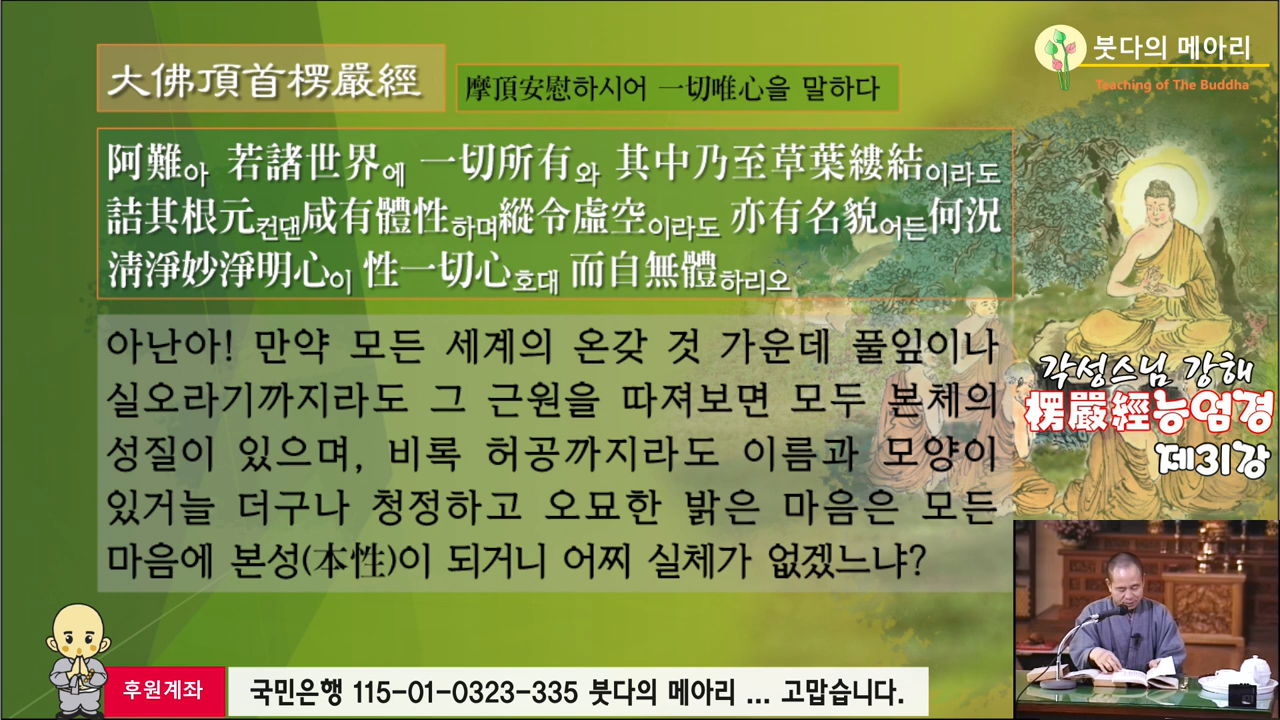 大佛頂首楞嚴經
摩頂安慰하시어 一切唯心을 말하다
붓다의 메아리
Teaching of The Buddha
阿難아 若諸世界에 一切所有와 其中乃至草葉縷結이라도
詰其根元컨댄咸有體性하며縱令虛空이라도 亦有名貌어든何況
淸淨妙淨明心이 性一切心호대 而自無體하리오
아난아! 만약 모든 세계의 온갖 것 가운데 풀잎이나
실오라기까지라도 그 근원을 따져보면 모두 본체의
성질이 있으며, 비록 허공까지라도 이름과 모양이
있거늘 더구나 청정하고 오묘한 밝은 마음은 모든
마음에 본성(本性)이 되거니 어찌 실체가 없겠느냐?
각성스님 강해
楞嚴經능엄경
제31강
후원계좌
국민은행 115-01-0323-335 붓다의 메아리 ... 고맙습니다.